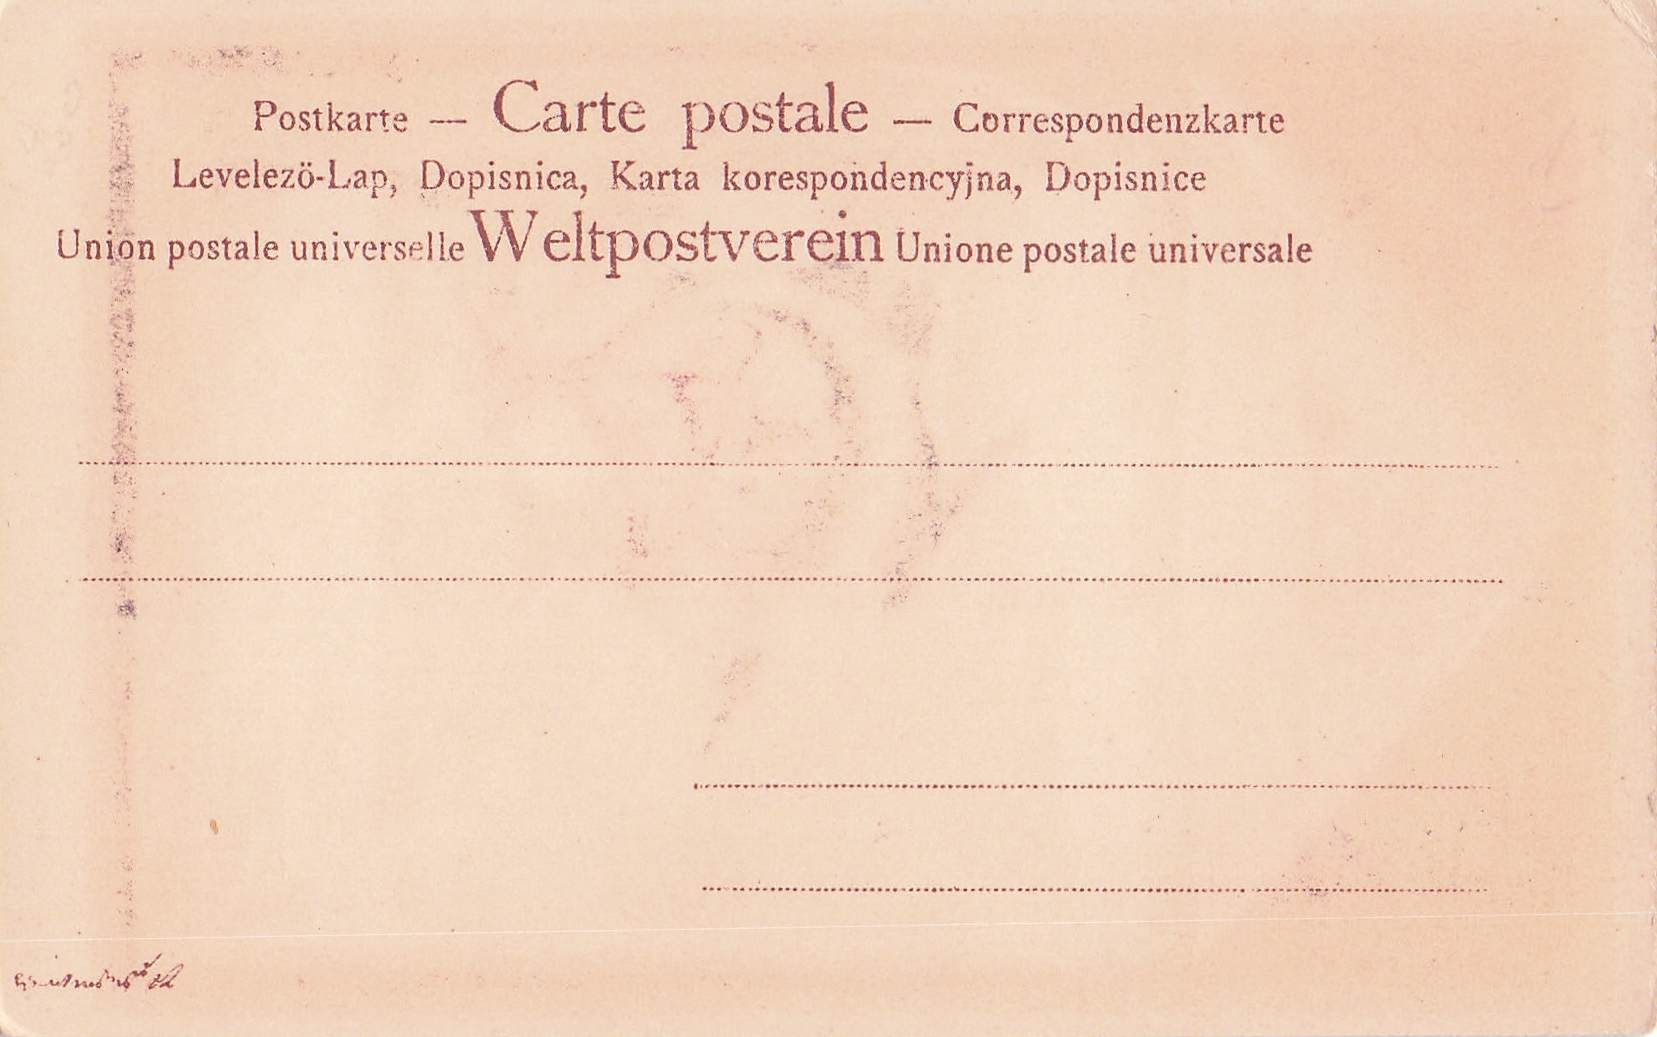 Postkarte — Carte postale — Correspondenzkarte
Levelezö-Lap, Dopisnica, Karta korespondencyjna, Dopisnice
Union postale universelle Weltpostverein Unione postale universale